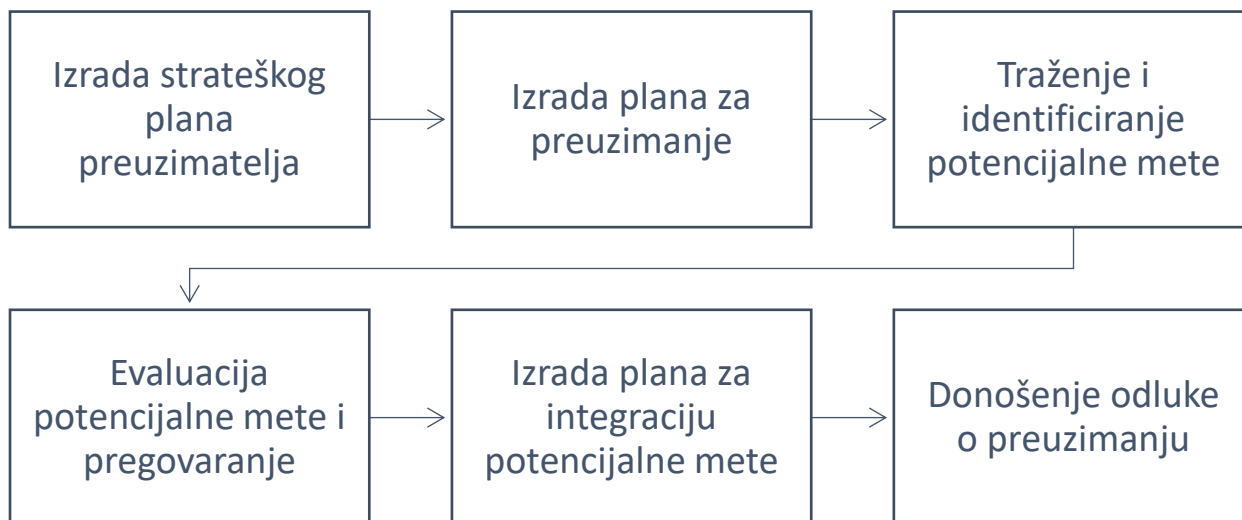 Izrada strateškog
plana
preuzimatelja
Izrada plana za
preuzimanje
Traženje i
identificiranje
potencijalne mete
Evaluacija
potencijalne mete i
pregovaranje
Izrada plana za
integraciju
potencijalne mete
Donošenje odluke
o preuzimanju